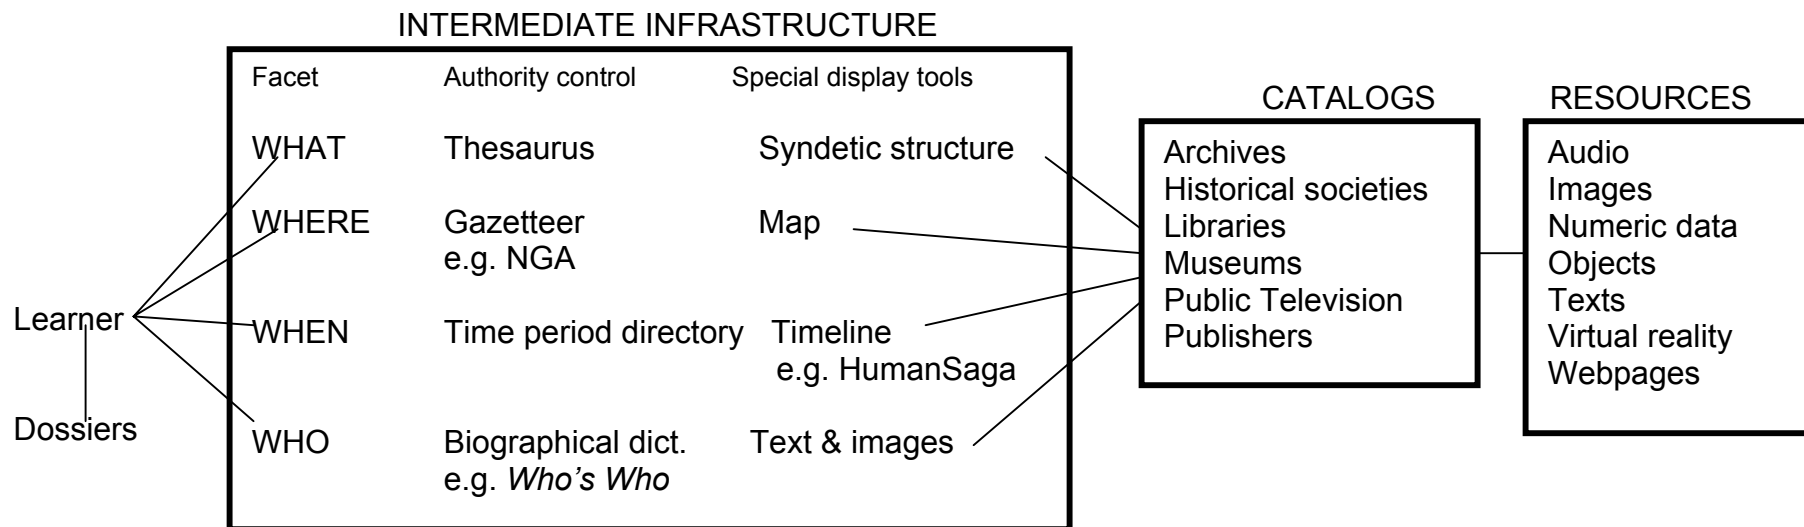 INTERMEDIATE INFRASTRUCTURE
Facet Authority control Special display tools
WHAT Thesaurus Syndetic structure
WHERE Gazetteer Map
e.g. NGA
Learner
WHEN Time period directory Timeline
e.g. HumanSaga
Dossiers
WHO Biographical dict. Text & images
e.g. Who's Who
CATALOGS
Archives
Historical societies
Libraries
Museums
Public Television
Publishers
RESOURCES
Audio
Images
Numeric data
Objects
Texts
Virtual reality
Webpages